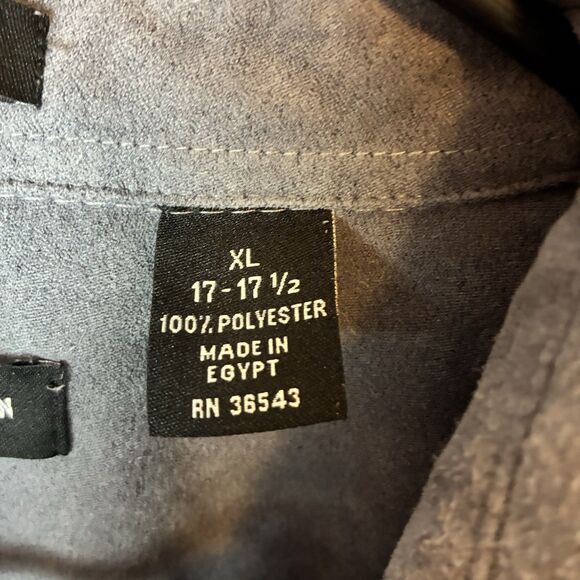 XL
17-17 1/2
100% POLYESTER
MADE IN
EGYPT
RN 36543
N